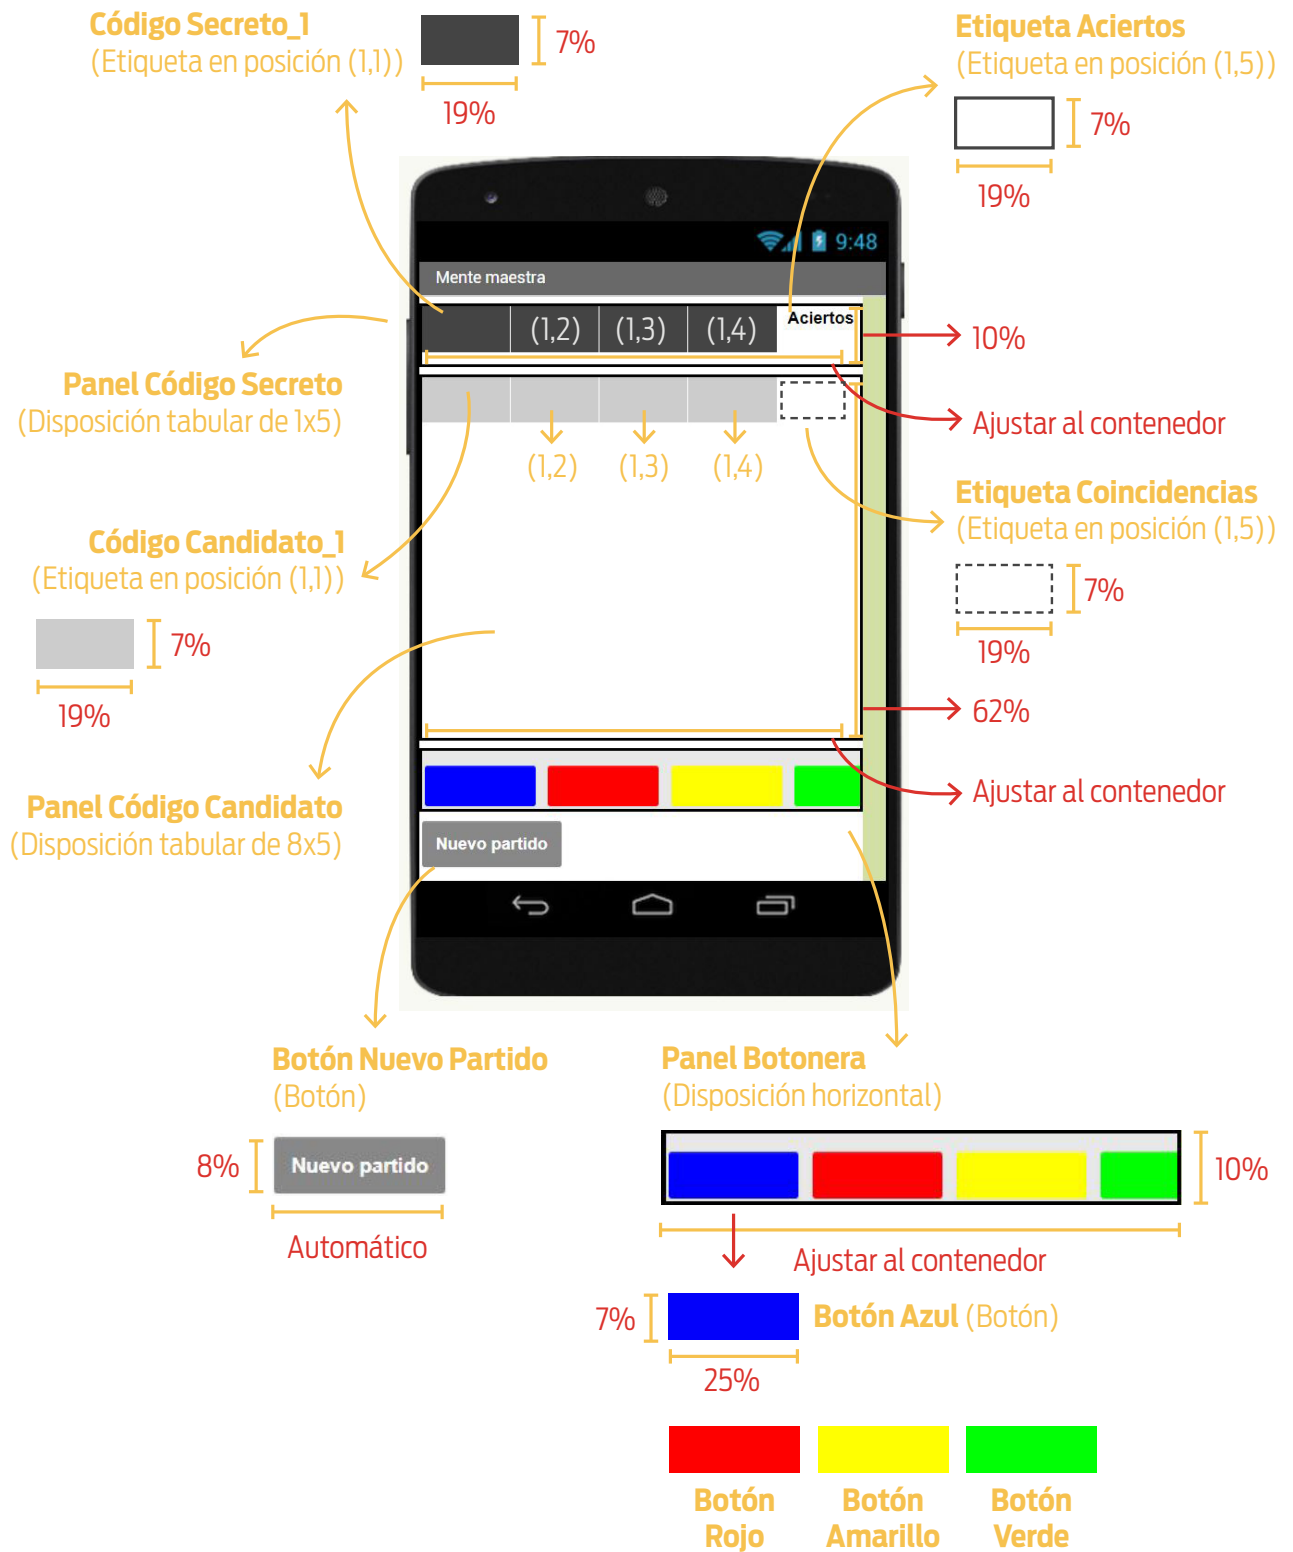 Código Secreto_1
(Etiqueta en posición (1,1))
7%
19%
Etiqueta Aciertos
(Etiqueta en posición (1,5))
7%
19%
9:48
Mente maestra
(1,2)
(1,3)
(1,4)
Aciertos
10%
Panel Código Secreto
(Disposición tabular de 1x5)
Ajustar al contenedor
(1,2)
(1,3)
(1,4)
Etiqueta Coincidencias
(Etiqueta en posición (1,5))
7%
19%
Código Candidato_1
(Etiqueta en posición (1,1))
7%
19%
62%
Ajustar al contenedor
Panel Código Candidato
(Disposición tabular de 8x5)
Nuevo partido
Botón Nuevo Partido
(Botón)
8%
Nuevo partido
Automático
Panel Botonera
(Disposición horizontal)
10%
Ajustar al contenedor
7%
Botón Azul (Botón)
25%
Botón
Rojo
Botón
Amarillo
Botón
Verde